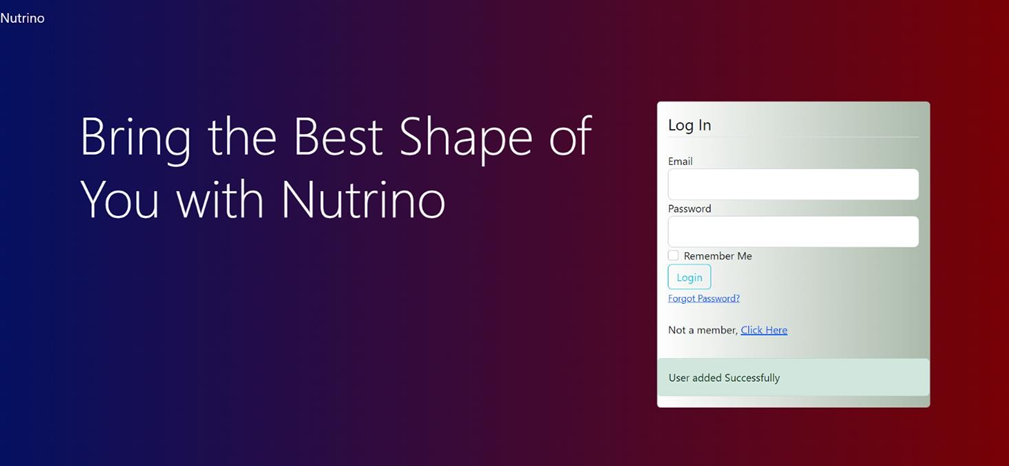 Nutrino
Bring the Best Shape of
You with Nutrino
Log In
Email
Password
Remember Me
Login
Forgot Password?
Not a member, Click Here
User added Successfully